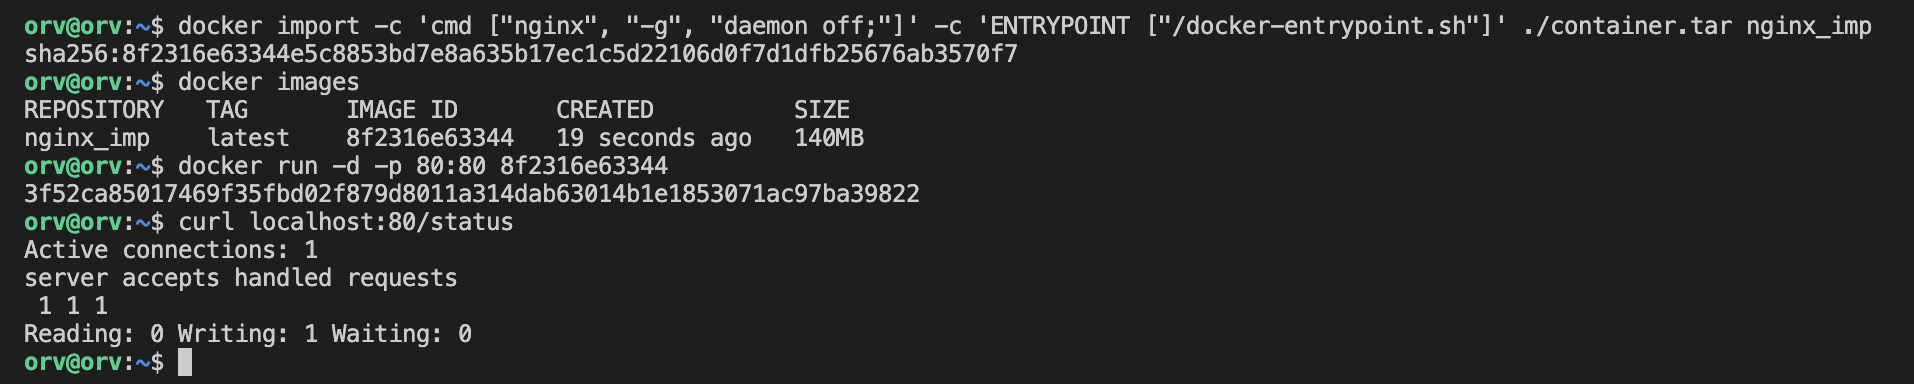 orv@orv:~$ docker import -c 'cmd ["nginx", "-g", "daemon off;"]' -c 'ENTRYPOINT ["/docker-entrypoint.sh"]' ./container.tar nginx_imp
sha256:8f2316e63344e5c8853bd7e8a635b17ec1c5d22106d0f7d1dfb25676ab3570f7
orv@orv:~$ docker images
REPOSITORY   TAG       IMAGE ID       CREATED          SIZE
nginx_imp    latest    8f2316e63344   19 seconds ago   140MB
orv@orv:~$ docker run -d -p 80:80 8f2316e63344
3f52ca85017469f35fbd02f879d8011a314dab63014b1e1853071ac97ba39822
orv@orv:~$ curl localhost:80/status
Active connections: 1
server accepts handled requests
 1 1 1
Reading: 0 Writing: 1 Waiting: 0
orv@orv:~$